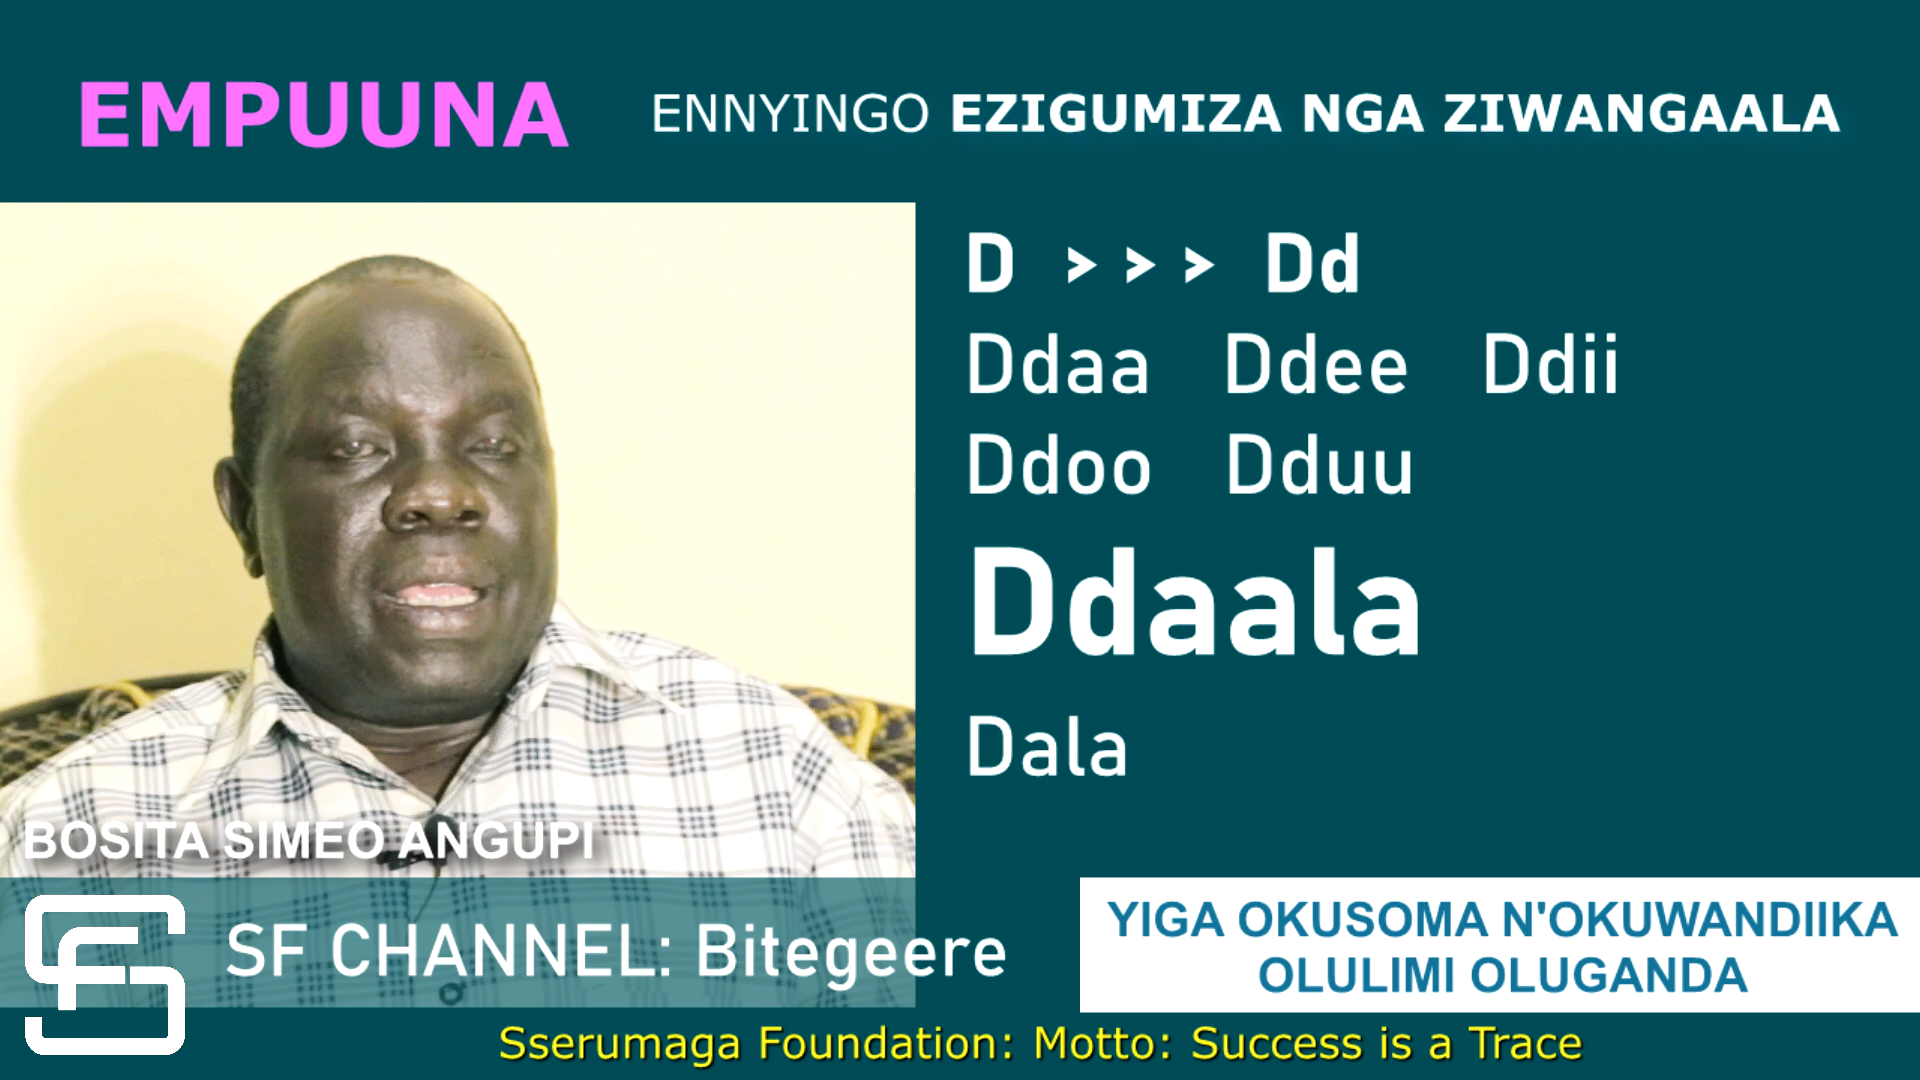 EMPUUNA
ENNYINGO EZIGUMIZA NGA ZIWANGAALA
D >>> Dd
Ddaa Ddee Ddii
Ddoo Dduu
Ddaala
Dala
BOSITA SIMEO ANGUPI
SF CHANNEL: Bitegeere
YIGA OKUSOMA N'OKUWANDIIKA
OLULIMI OLUGANDA
Sserumaga Foundation: Motto: Success is a Trace